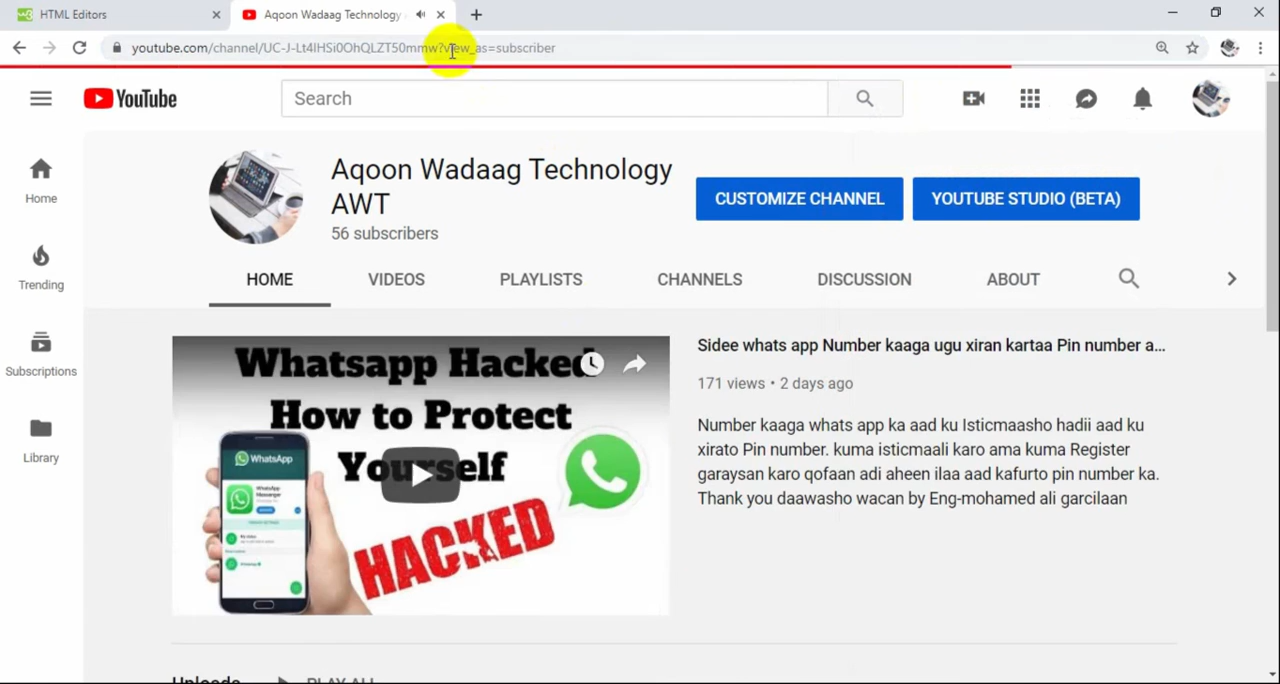 HTML Editors
Aqoon Wadaag Technology
youtube.com/channel/UC-J-Lt4lHSi0OhQLZT50mmw?view_as=subscriber
YouTube
Search
Aqoon Wadaag Technology
AWT
56 subscribers
CUSTOMIZE CHANNEL
YOUTUBE STUDIO (BETA)
Home
Trending
Subscriptions
Library
HOME
VIDEOS
PLAYLISTS
CHANNELS
DISCUSSION
ABOUT
Whatsapp Hacked
How to Protect
Yourself
WhatsApp
HACKED
Sidee whats app Number kaaga ugu xiran kartaa Pin number a...
171 views • 2 days ago
Number kaaga whats app ka aad ku Isticmaasho hadii aad ku
xirato Pin number. kuma isticmaali karo ama kuma Register
garaysan karo qofaan adi aheen ilaa aad kafurto pin number ka.
Thank you daawasho wacan by Eng-mohamed ali garcilaan
Uploads
PLAY ALL